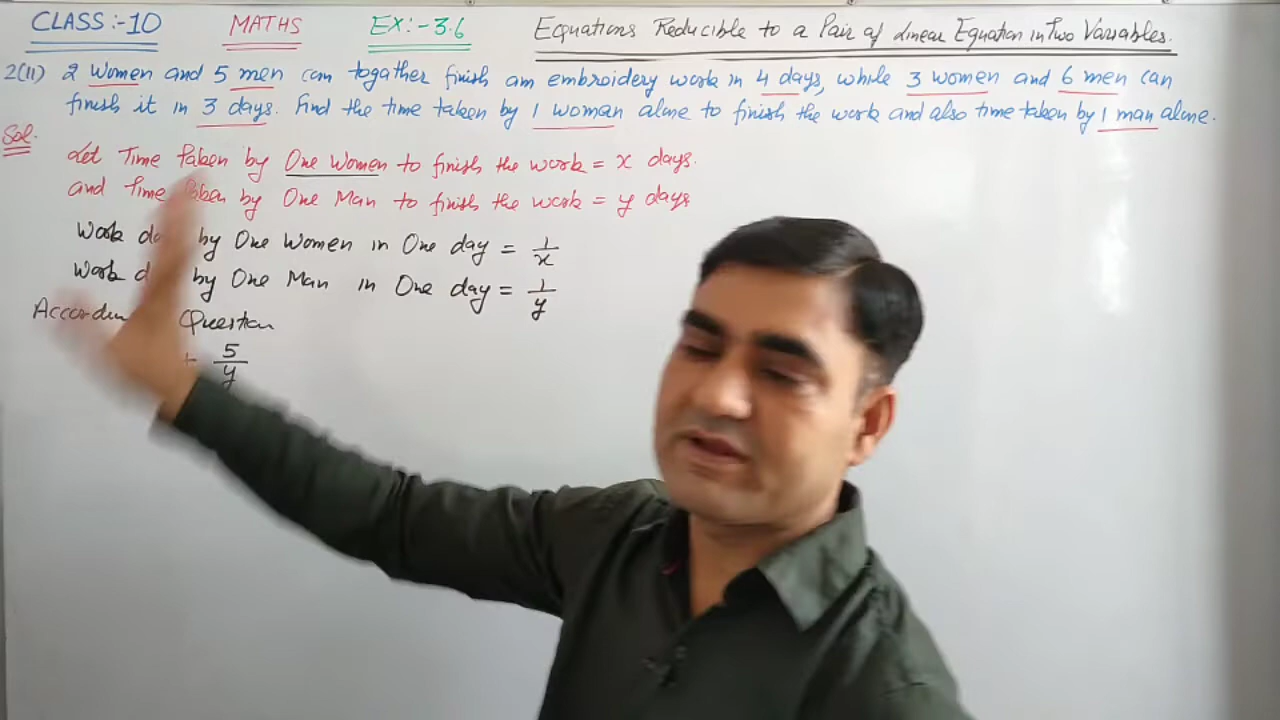 CLASS:-10 MATHS EX:-3.6 Equations Reducible to a Pair of Linear Equation in Two Variables.
2(II) 2 Women and 5 men can togather finish an embroidery work in 4 days, while 3 women and 6 men can
finish it in 3 days. Find the time taken by 1 woman alone to finish the work and also time taken by 1 man alone.
Sol.
Let Time taken by One Women to finish the work = x days.
and time taken by One Man to finish the work = y days
Work by One Women in One day = 1/x
Work by One Man in One day = 1/y
Question
+ 5/y